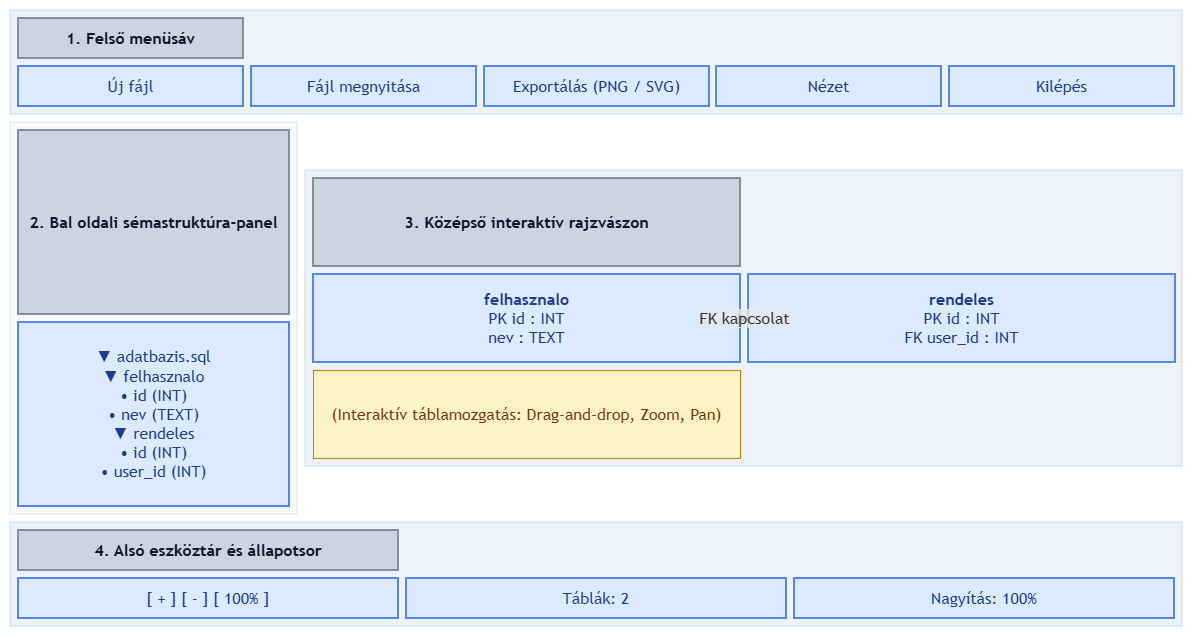 1. Felső menüsáv
Új fájl
Fájl megnyitása
Exportálás (PNG / SVG)
Nézet
Kilépés
2. Bal oldali sémastruktúra-panel
▼ adatbazis.sql
▼ felhasznalo
• id (INT)
• nev (TEXT)
▼ rendeles
• id (INT)
• user_id (INT)
3. Középső interaktív rajzvászon
felhasznalo
PK id : INT
nev : TEXT
FK kapcsolat
rendeles
PK id : INT
FK user_id : INT
(Interaktív táblamozgatás: Drag-and-drop, Zoom, Pan)
4. Alsó eszköztár és állapotsor
[ + ] [ - ] [ 100% ]
Táblák: 2
Nagyítás: 100%